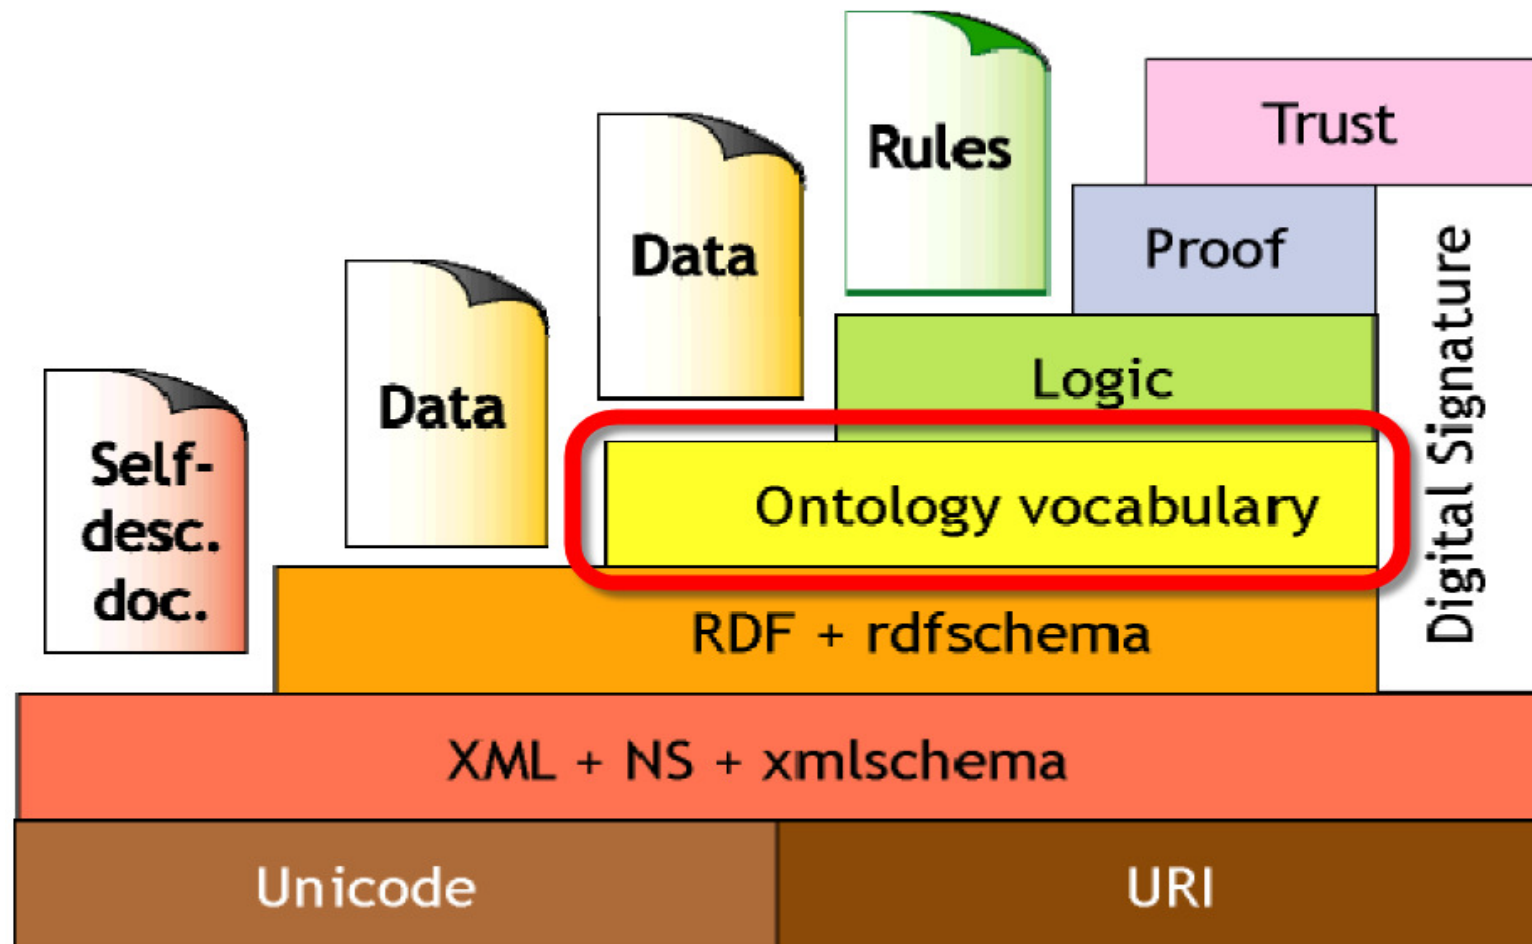 Rules
Trust
Data
Proof
Data
Logic
Self-
desc.
doc.
Ontology vocabulary
Digital Signature
RDF + rdfschema
XML + NS + xmlschema
Unicode
URI